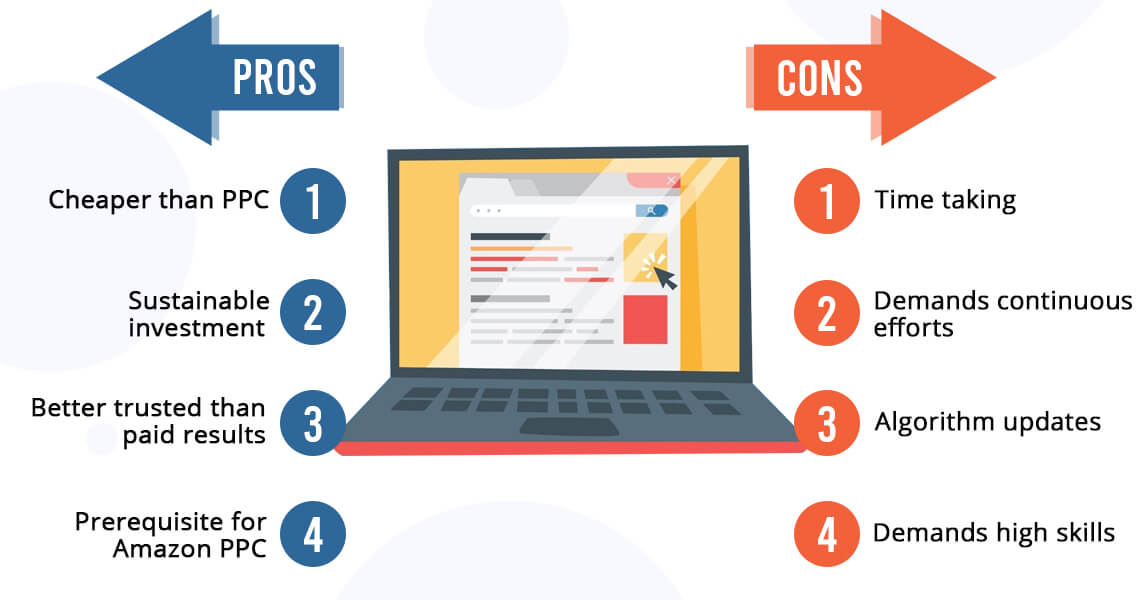 PROS
1
Cheaper than PPC
2
Sustainable
investment
3
Better trusted than
paid results
4
Prerequisite for
Amazon PPC
CONS
1
Time taking
2
Demands continuous
efforts
3
Algorithm updates
4
Demands high skills